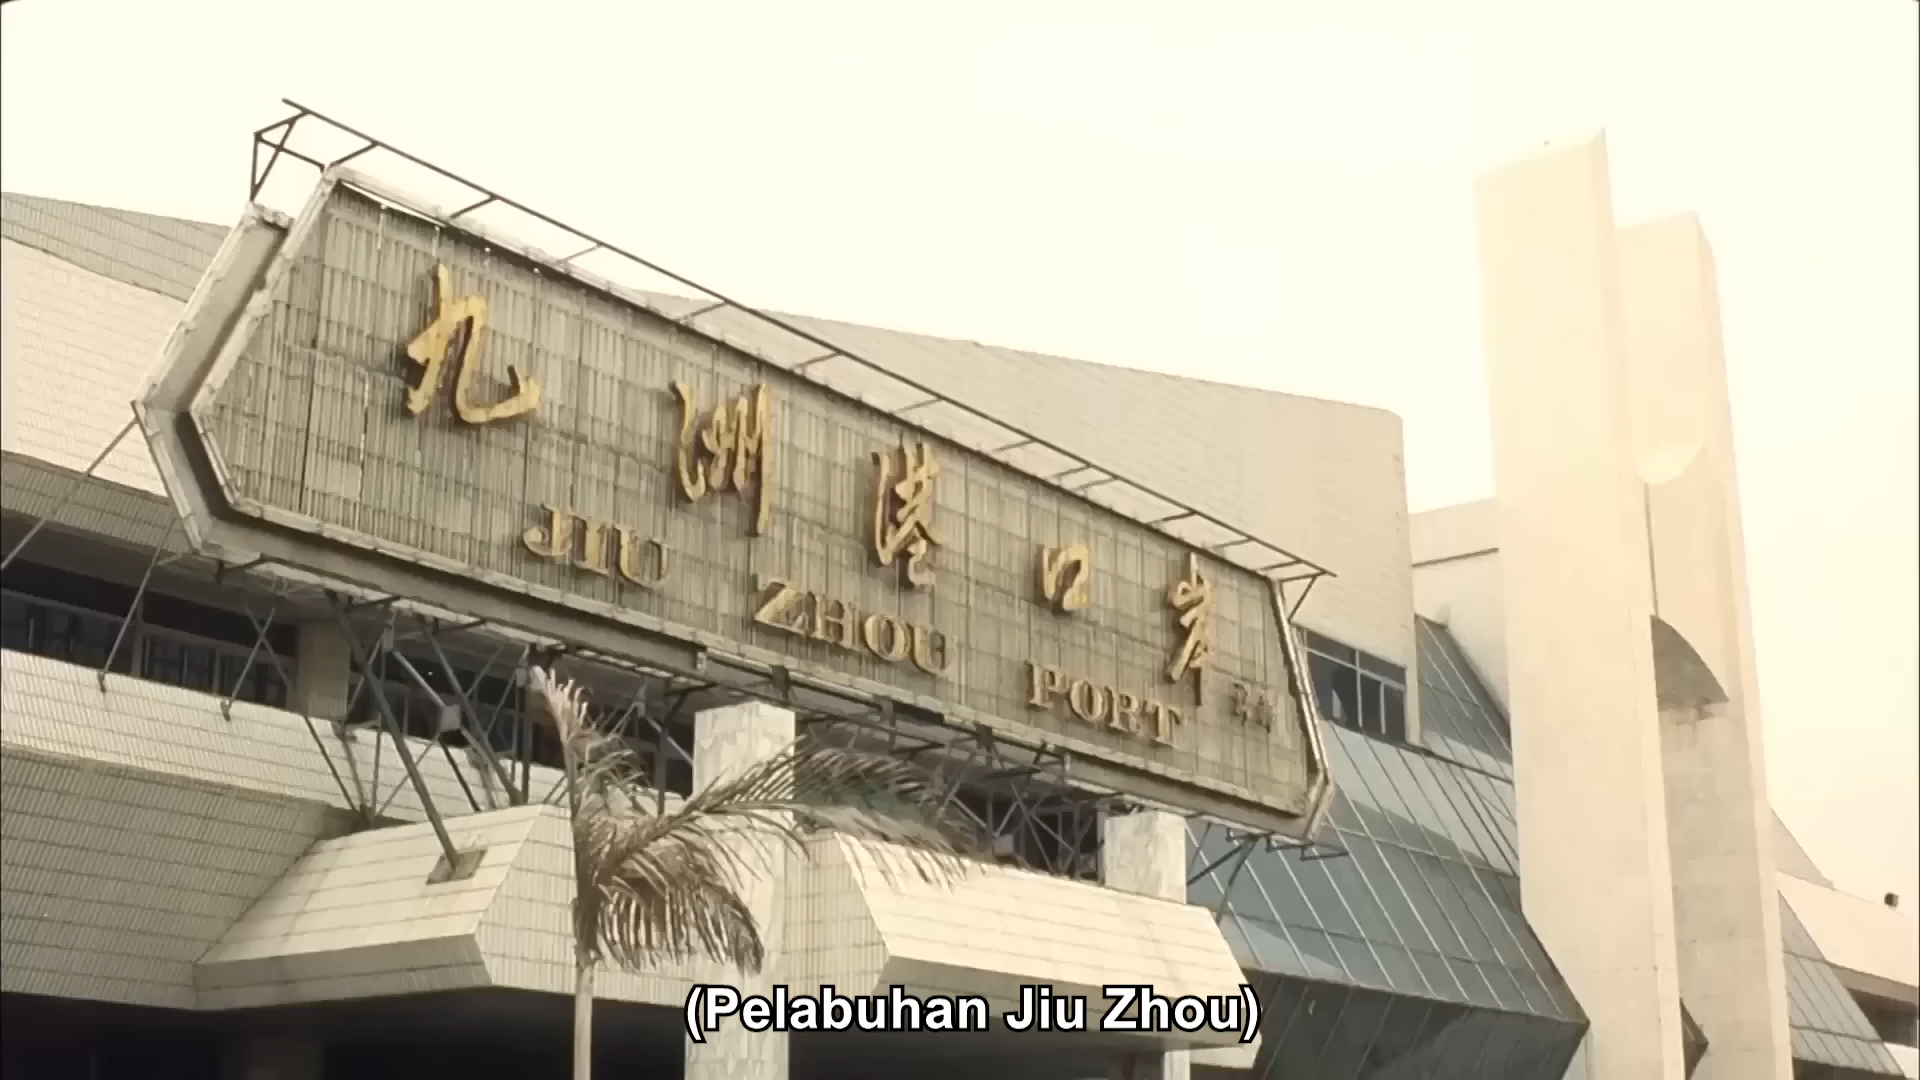 九洲港口岸
JIU ZHOU PORT
(Pelabuhan Jiu Zhou)